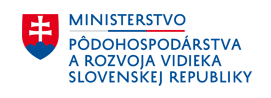 MINISTERSTVO
PÔDOHOSPODÁRSTVA
A ROZVOJA VIDIEKA
SLOVENSKEJ REPUBLIKY